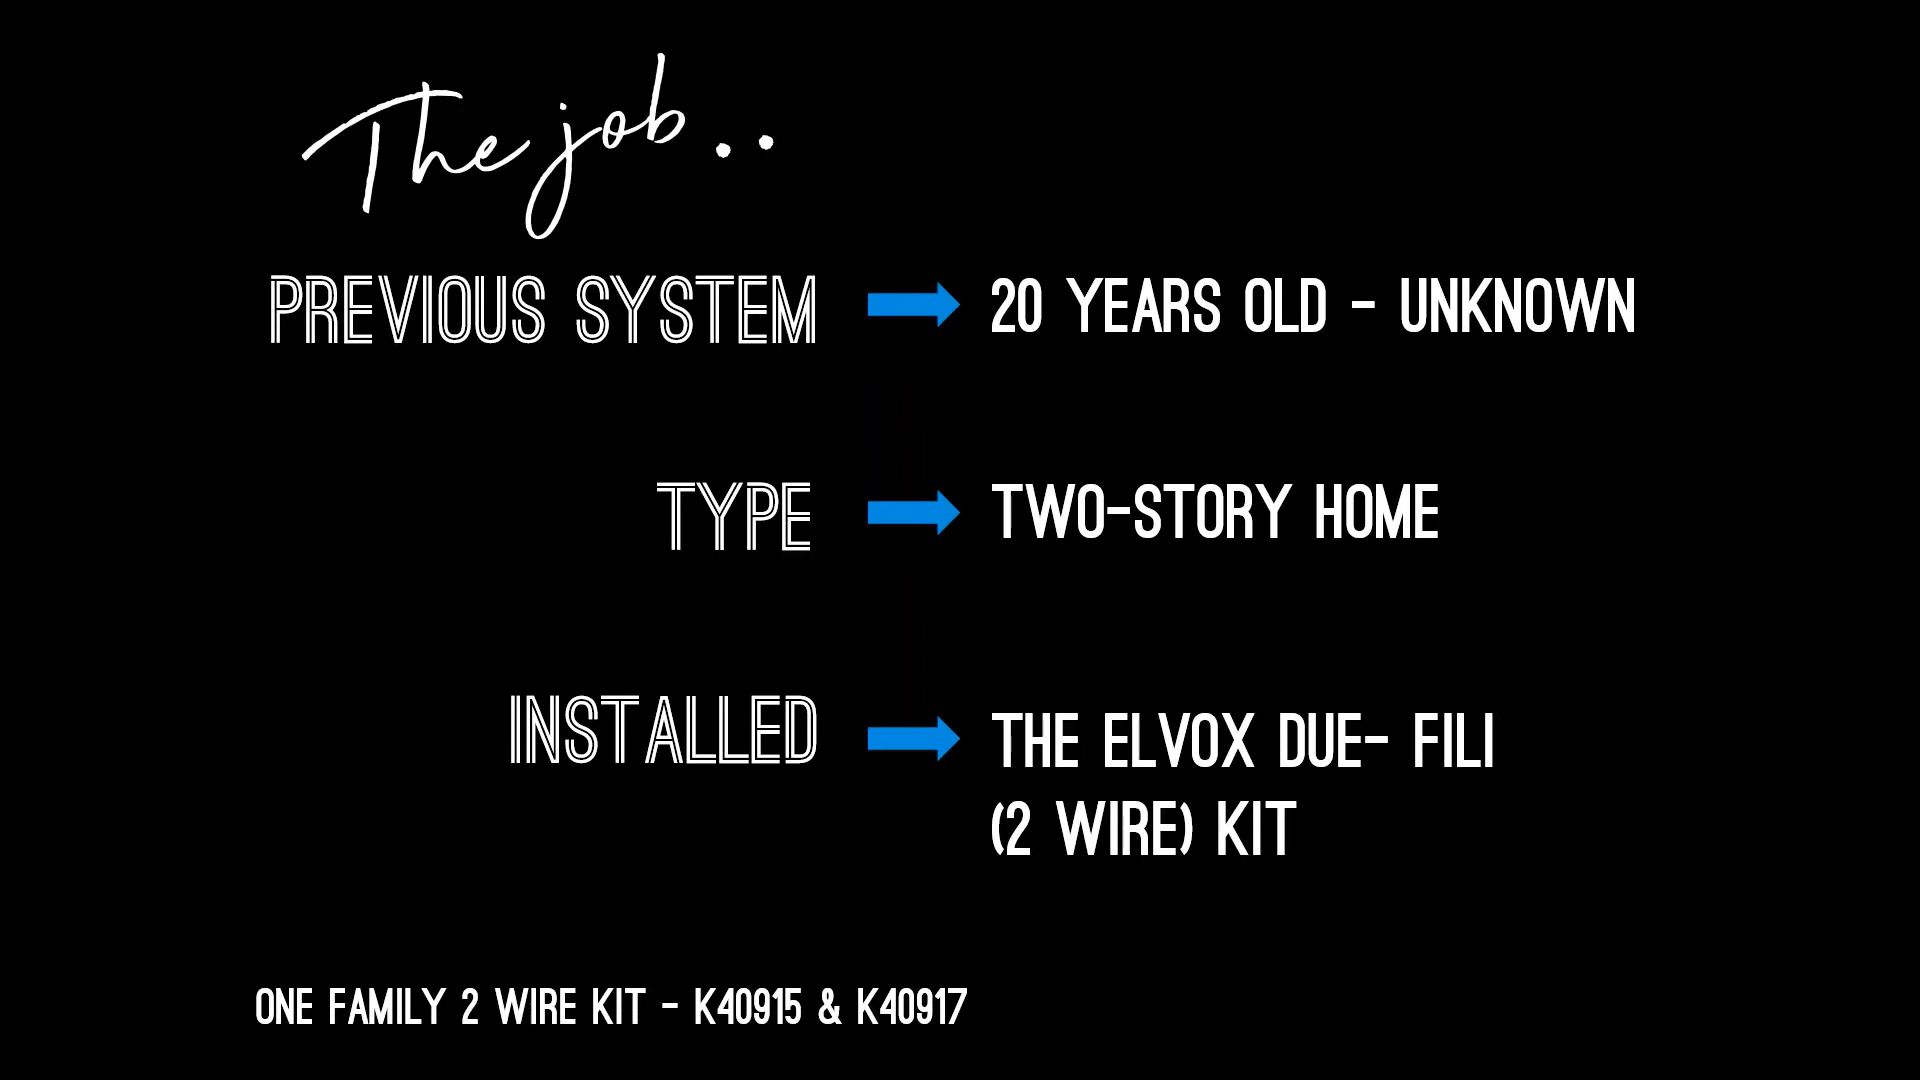 The job ..
PREVIOUS SYSTEM
20 YEARS OLD - UNKNOWN
TYPE
TWO-STORY HOME
INSTALLED
THE ELVOX DUE- FILI
(2 WIRE) KIT
ONE FAMILY 2 WIRE KIT - K40915 & K40917